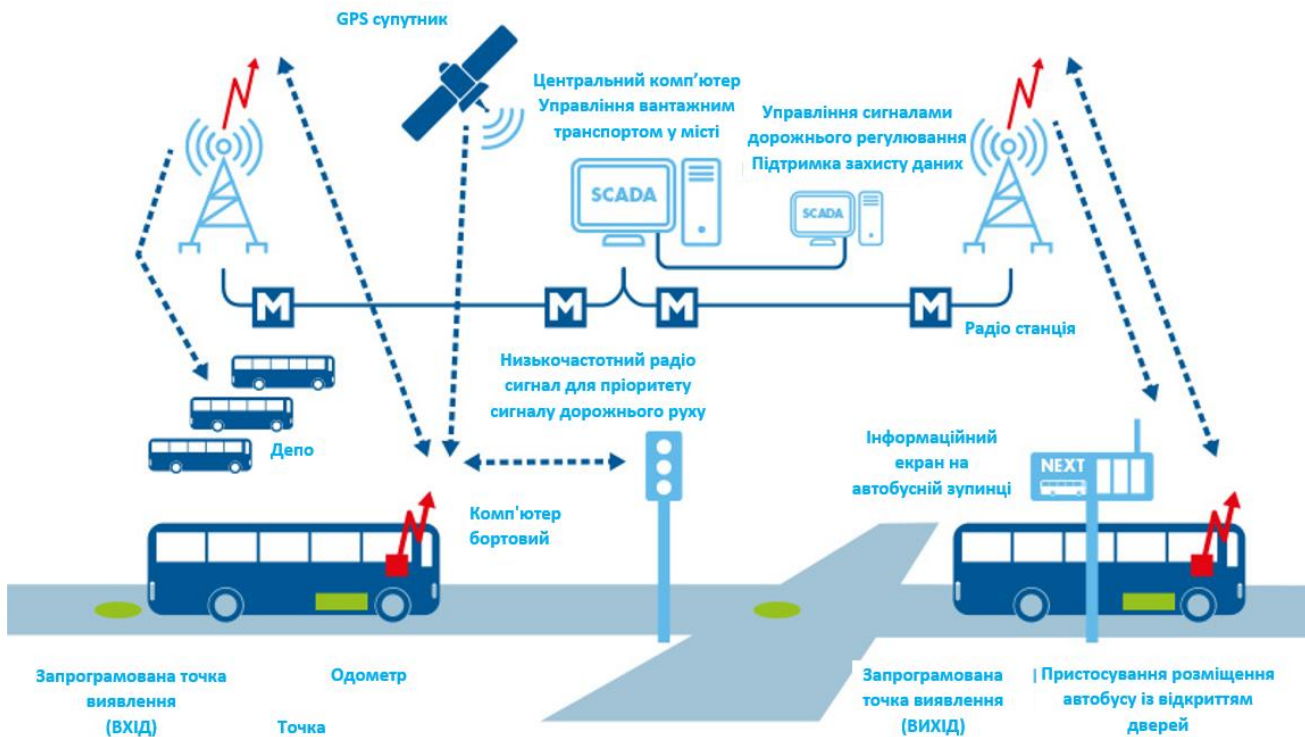 GPS супутник
Центральний комп’ютер
Управління вантажним
транспортом у місті
Управління сигналами
дорожнього регулювання
Підтримка захисту даних
SCADA
SCADA
M
M
M
M
Радіо станція
Низькочастотний радіо
сигнал для пріоритету
сигналу дорожнього руху
Депо
Інформаційний
екран на
автобусній зупинці
NEXT
Комп'ютер
бортовий
Запрограмована точка
виявлення
(ВХІД)
Одометр
Точка
Запрограмована
точка виявлення
(ВИХІД)
Пристосування розміщення
автобусу із відкриттям
дверей